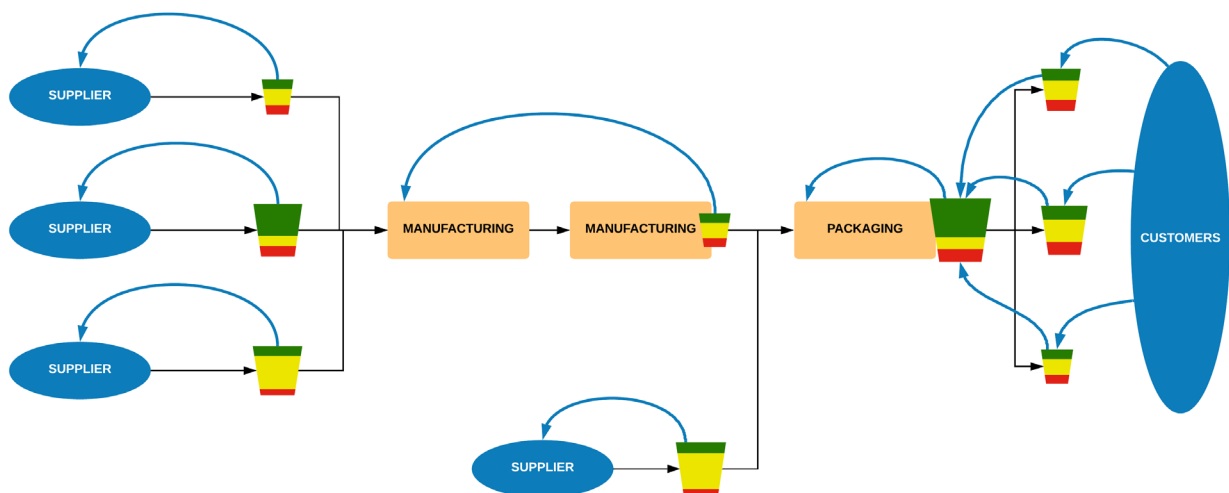 SUPPLIER
SUPPLIER
MANUFACTURING
MANUFACTURING
PACKAGING
CUSTOMERS
SUPPLIER
SUPPLIER